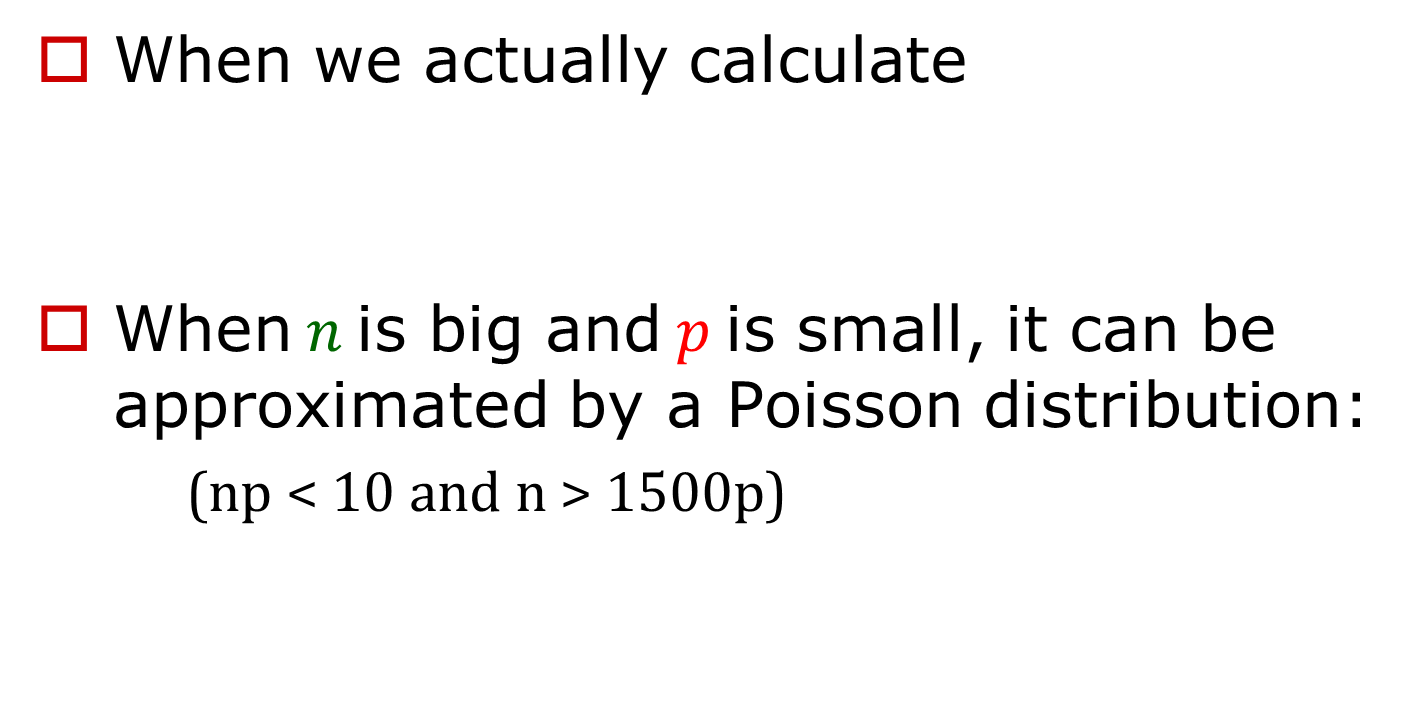 When we actually calculate
When n is big and p is small, it can be
approximated by a Poisson distribution:
(np < 10 and n > 1500p)